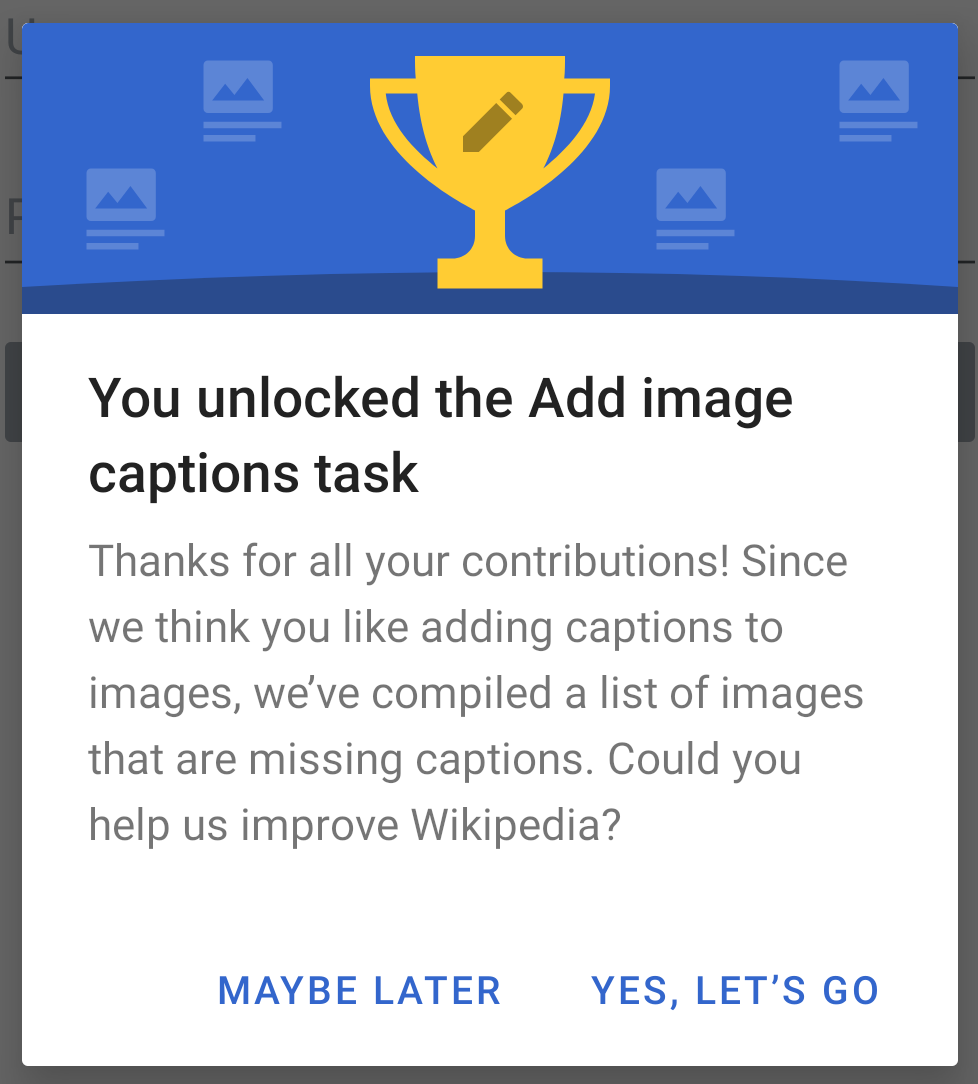 You unlocked the Add image
captions task
Thanks for all your contributions! Since
we think you like adding captions to
images, we’ve compiled a list of images
that are missing captions. Could you
help us improve Wikipedia?
MAYBE LATER YES, LET’S GO